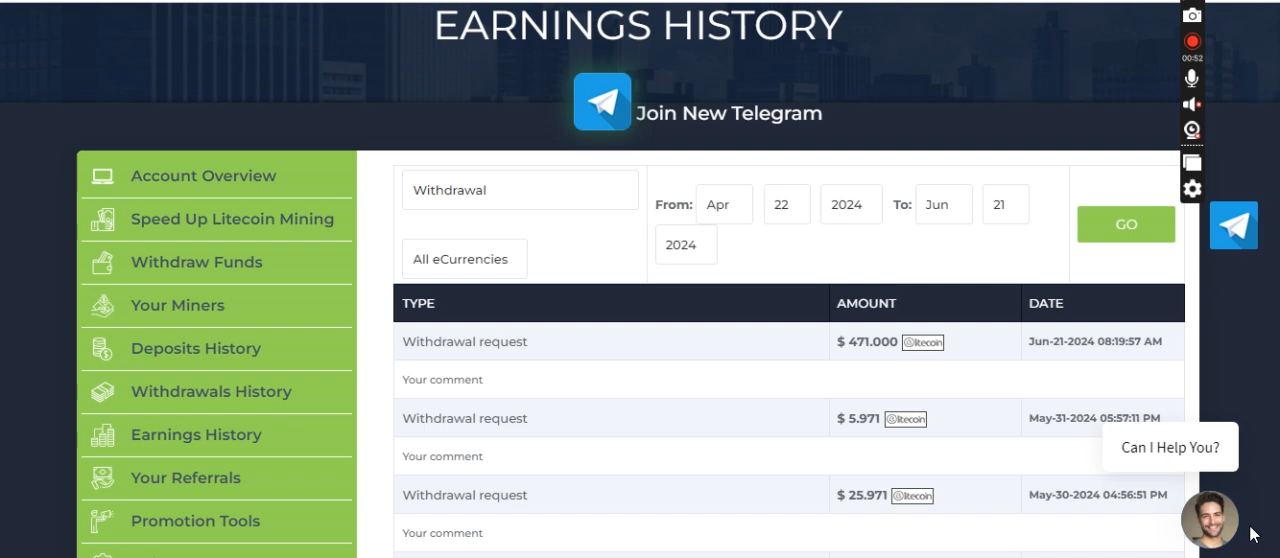 EARNINGS HISTORY
00:52
Join New Telegram
Account Overview
Speed Up Litecoin Mining
Withdraw Funds
Your Miners
Deposits History
Withdrawals History
Earnings History
Your Referrals
Promotion Tools
Withdrawal
From: Apr 22 2024 To: Jun 21
2024
All eCurrencies
GO
TYPE AMOUNT DATE
Withdrawal request $ 471.000 litecoin Jun-21-2024 08:19:57 AM
Your comment
Withdrawal request $ 5.971 litecoin May-31-2024 05:57:11 PM
Your comment
Withdrawal request $ 25.971 litecoin May-30-2024 04:56:51 PM
Your comment
Can I Help You?